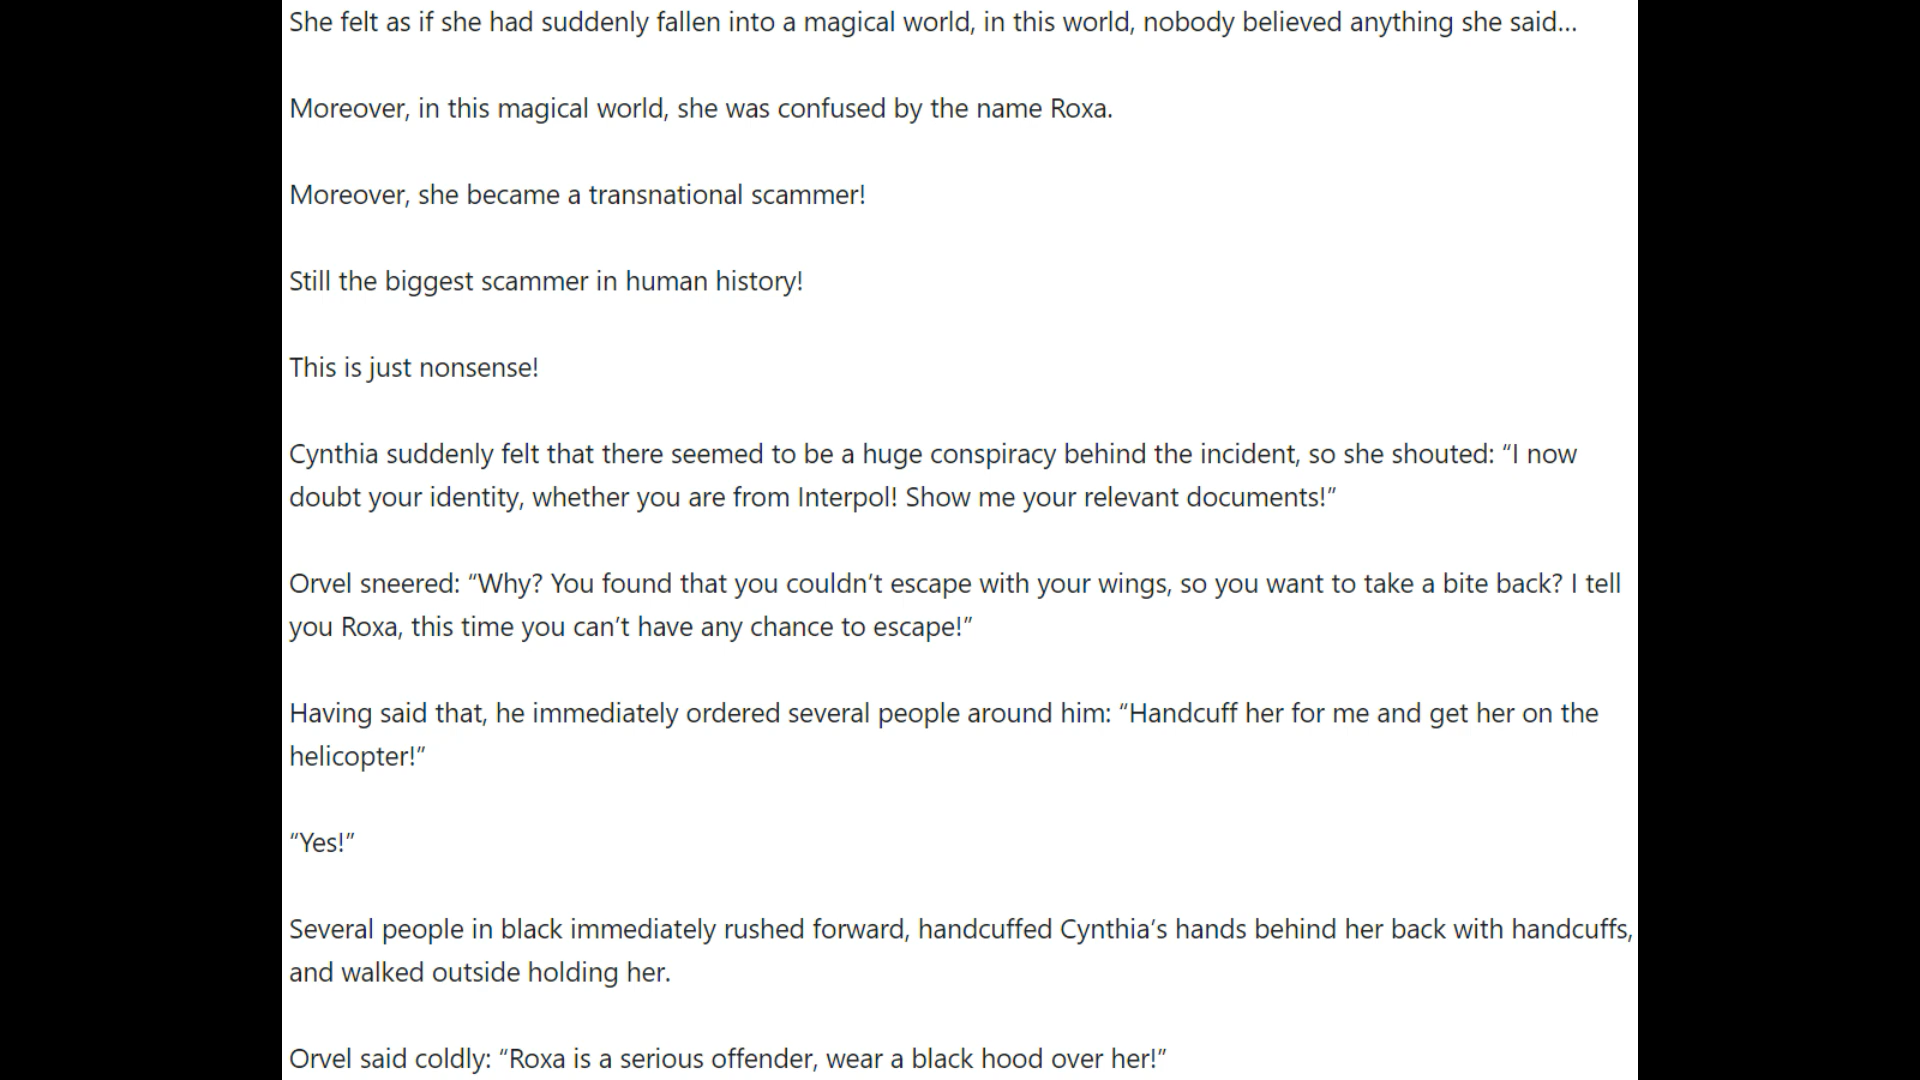 She felt as if she had suddenly fallen into a magical world, in this world, nobody believed anything she said...
Moreover, in this magical world, she was confused by the name Roxa.
Moreover, she became a transnational scammer!
Still the biggest scammer in human history!
This is just nonsense!
Cynthia suddenly felt that there seemed to be a huge conspiracy behind the incident, so she shouted: “I now
doubt your identity, whether you are from Interpol! Show me your relevant documents!”
Orvel sneered: “Why? You found that you couldn’t escape with your wings, so you want to take a bite back? I tell
you Roxa, this time you can’t have any chance to escape!”
Having said that, he immediately ordered several people around him: “Handcuff her for me and get her on the
helicopter!”
“Yes!”
Several people in black immediately rushed forward, handcuffed Cynthia’s hands behind her back with handcuffs,
and walked outside holding her.
Orvel said coldly: “Roxa is a serious offender, wear a black hood over her!”